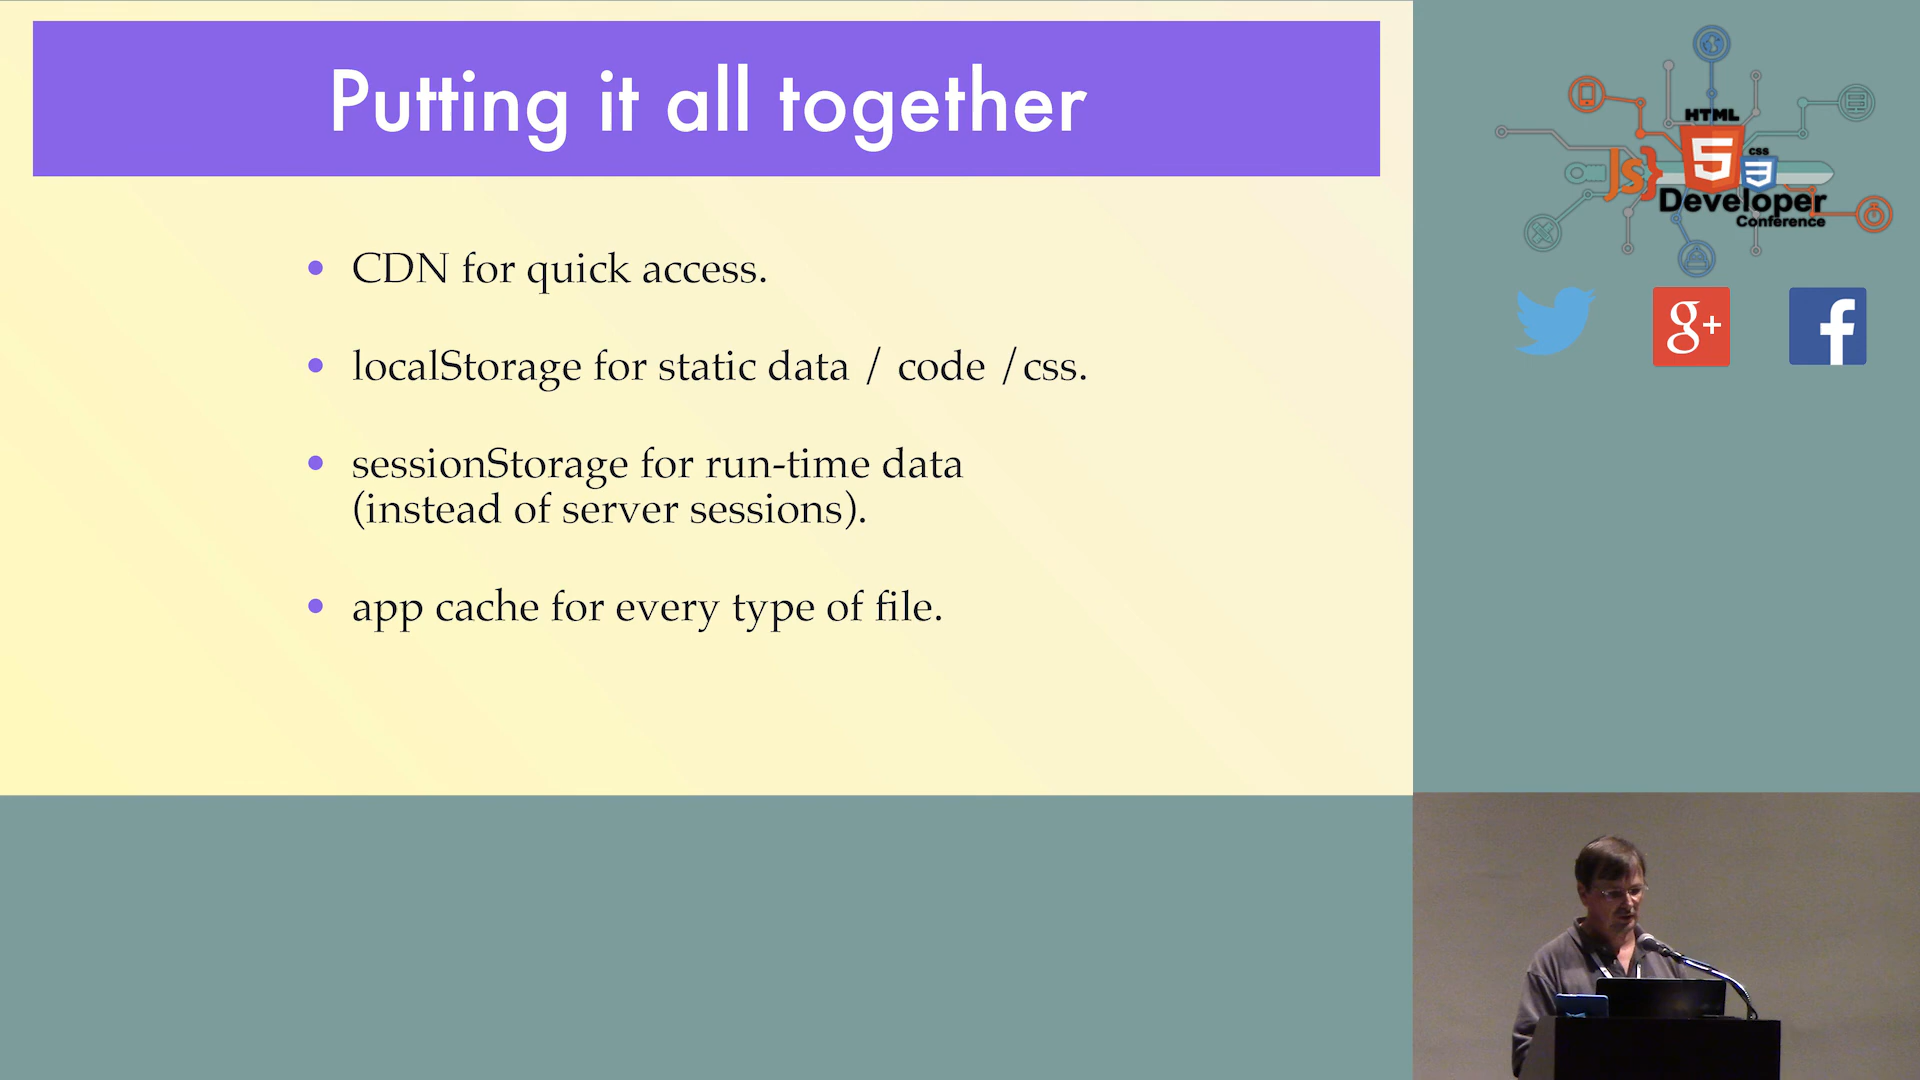 Putting it all together
• CDN for quick access.
• localStorage for static data / code /css.
• sessionStorage for run-time data
(instead of server sessions).
• app cache for every type of file.
HTML
5
CSS
3
JS}
Developer
Conference
g+
f